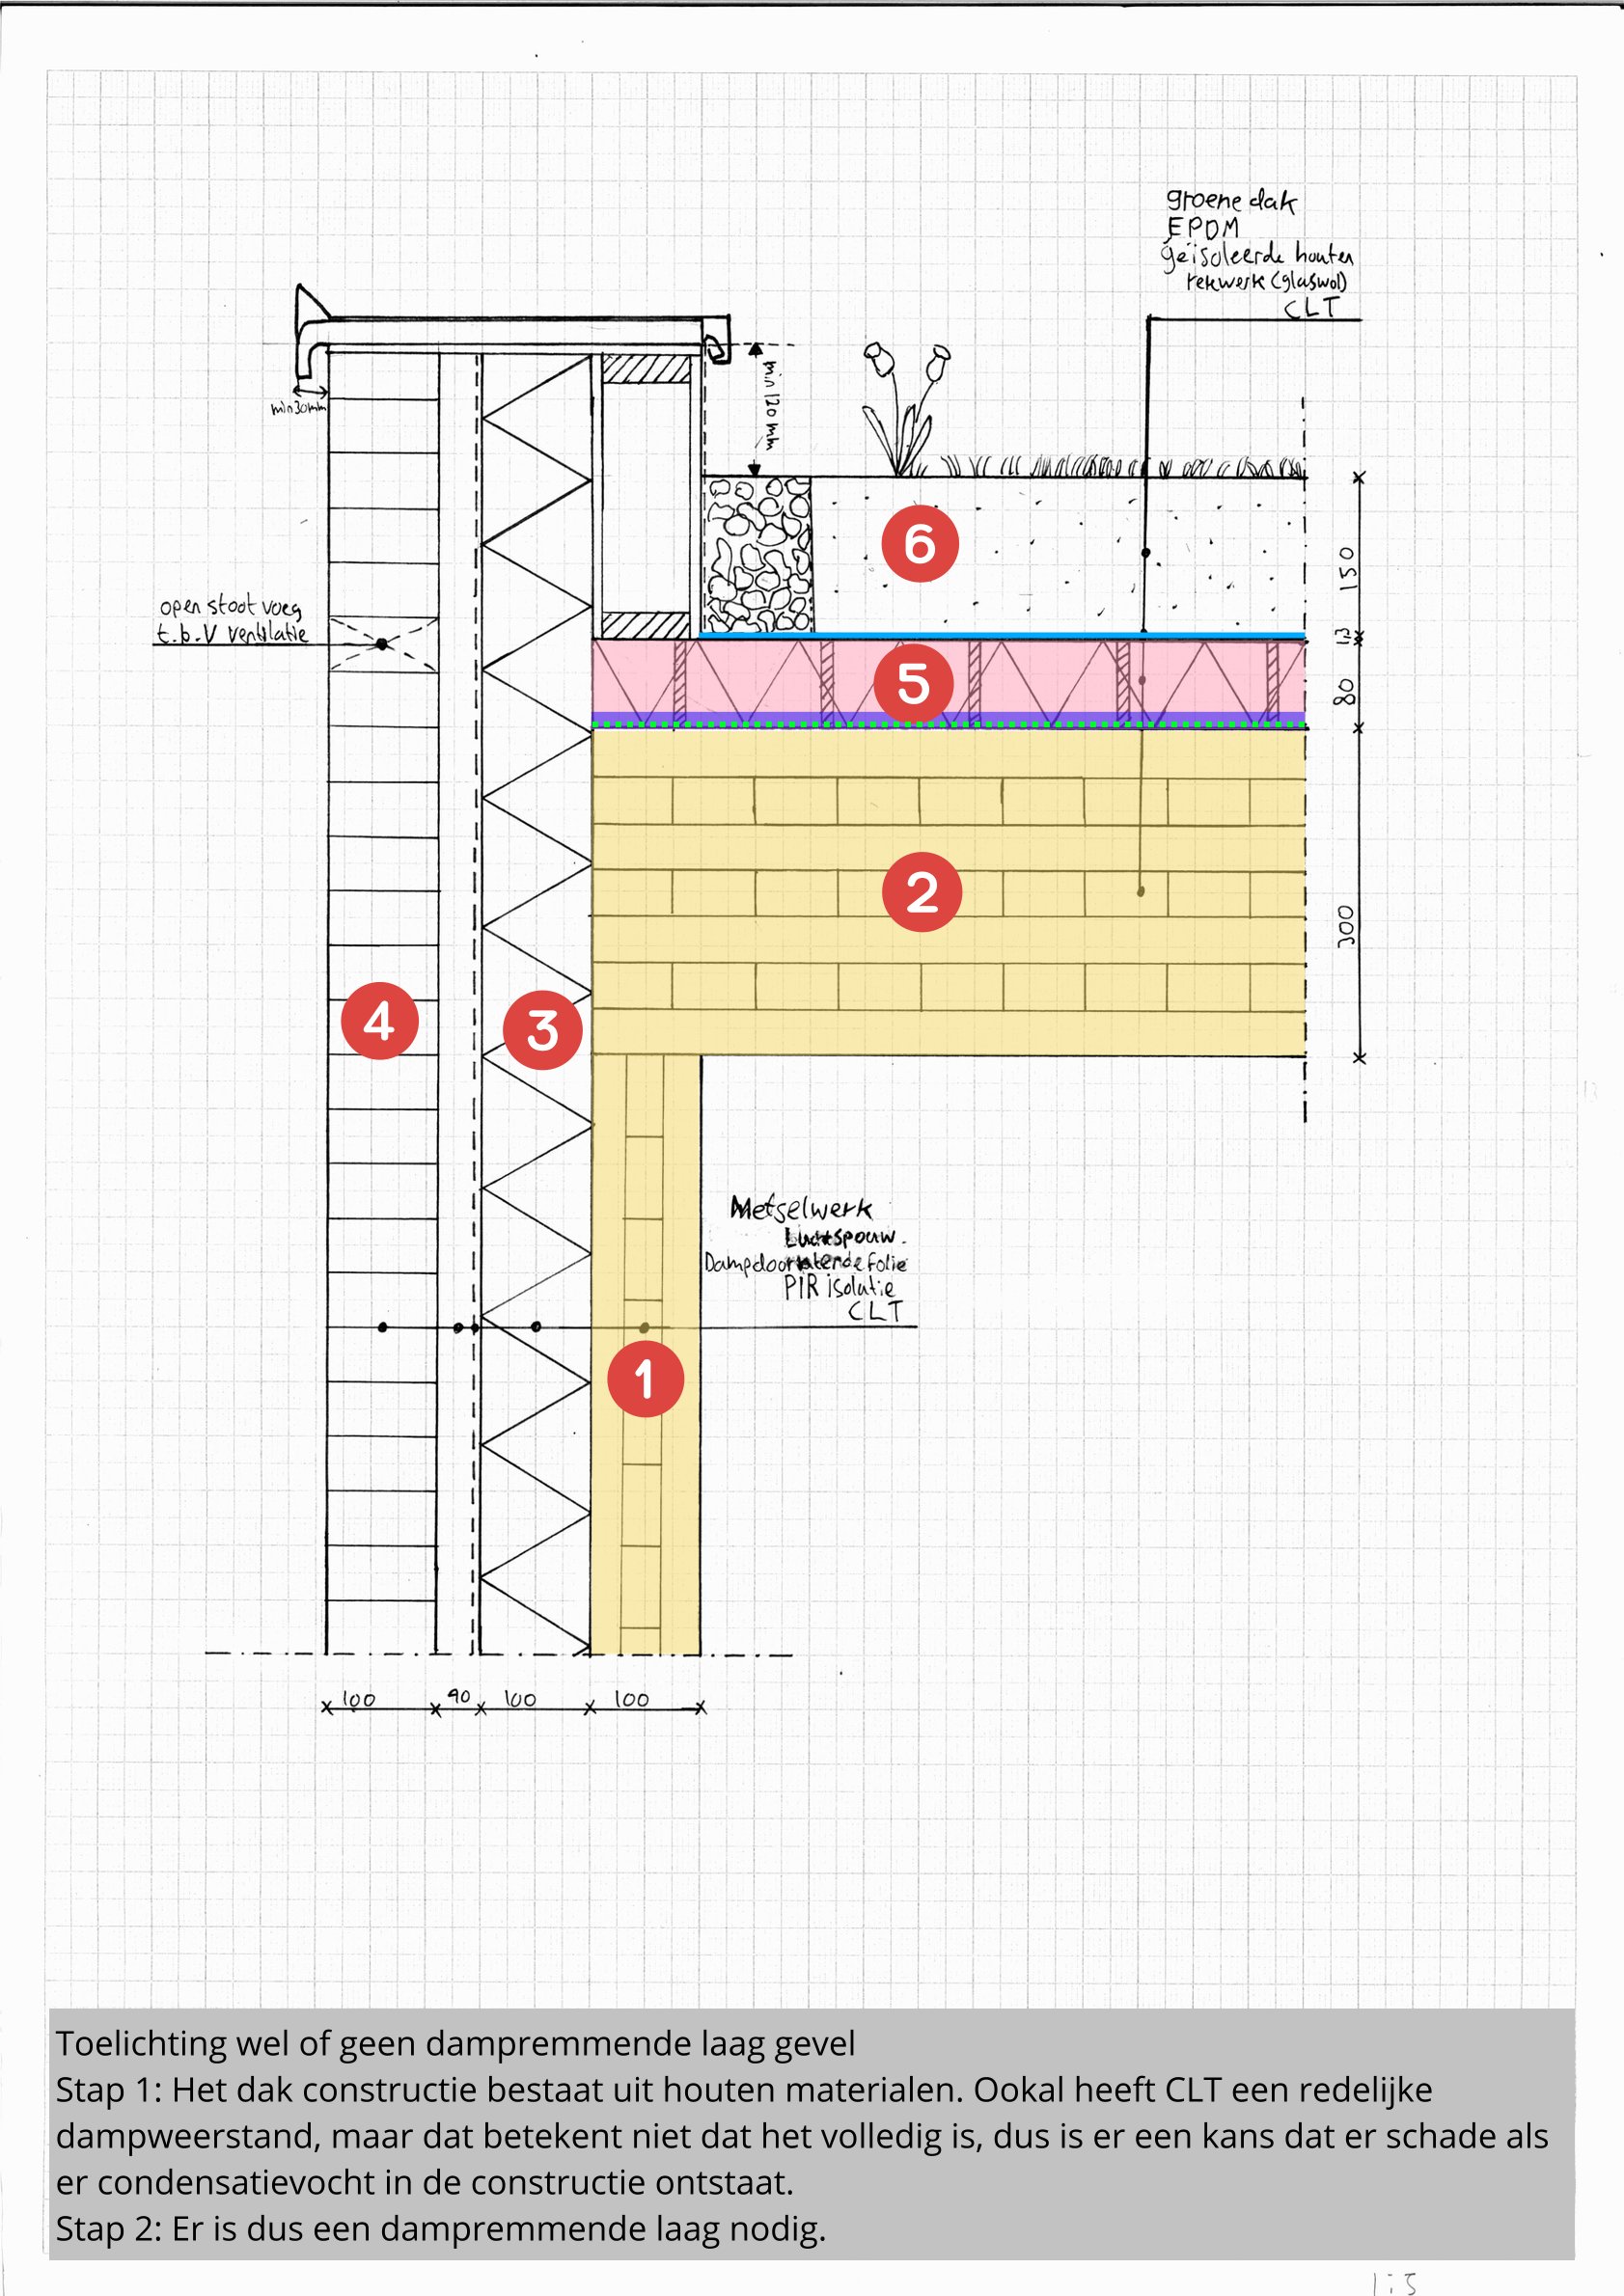 groene dak
EPDM
geïsoleerde houten
rekwerk (glaswol)
CLT
min 30mm
min 120 mm
6
150
open stoot voeg
t.b.v ventilatie
1,3
5
80
2
300
4
3
Metselwerk
Luchtspouw.
Dampdoorlatende folie
PIR isolatie
CLT
1
100
40
100
100
Toelichting wel of geen dampremmende laag gevel
Stap 1: Het dak constructie bestaat uit houten materialen. Ookal heeft CLT een redelijke
dampweerstand, maar dat betekent niet dat het volledig is, dus is er een kans dat er schade als
er condensatievocht in de constructie ontstaat.
Stap 2: Er is dus een dampremmende laag nodig.
1:5